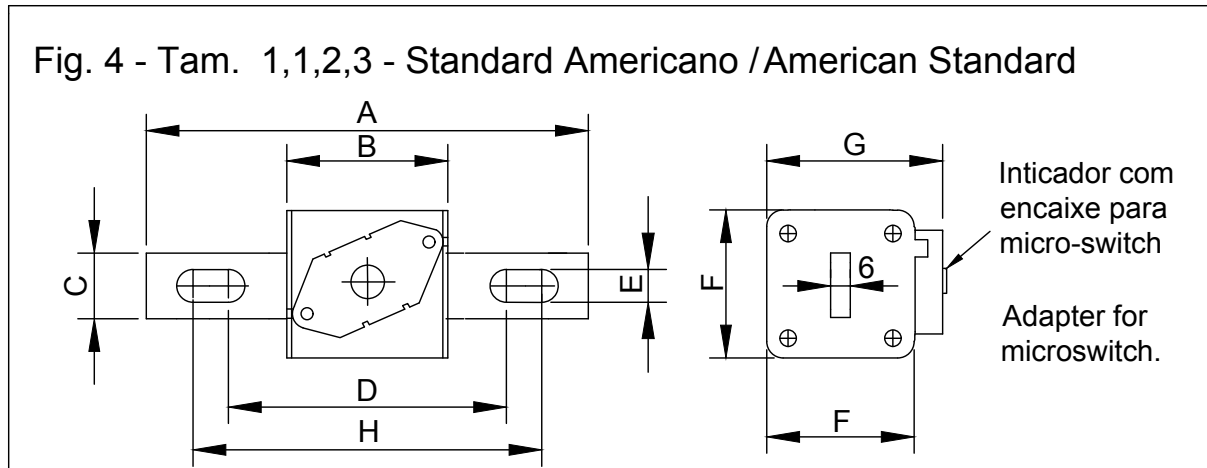 Fig. 4 - Tam. 1,1,2,3 - Standard Americano / American Standard
A
B
G
C
E
F
6
D
H
F
Inticador com
encaixe para
micro-switch
Adapter for
microswitch.